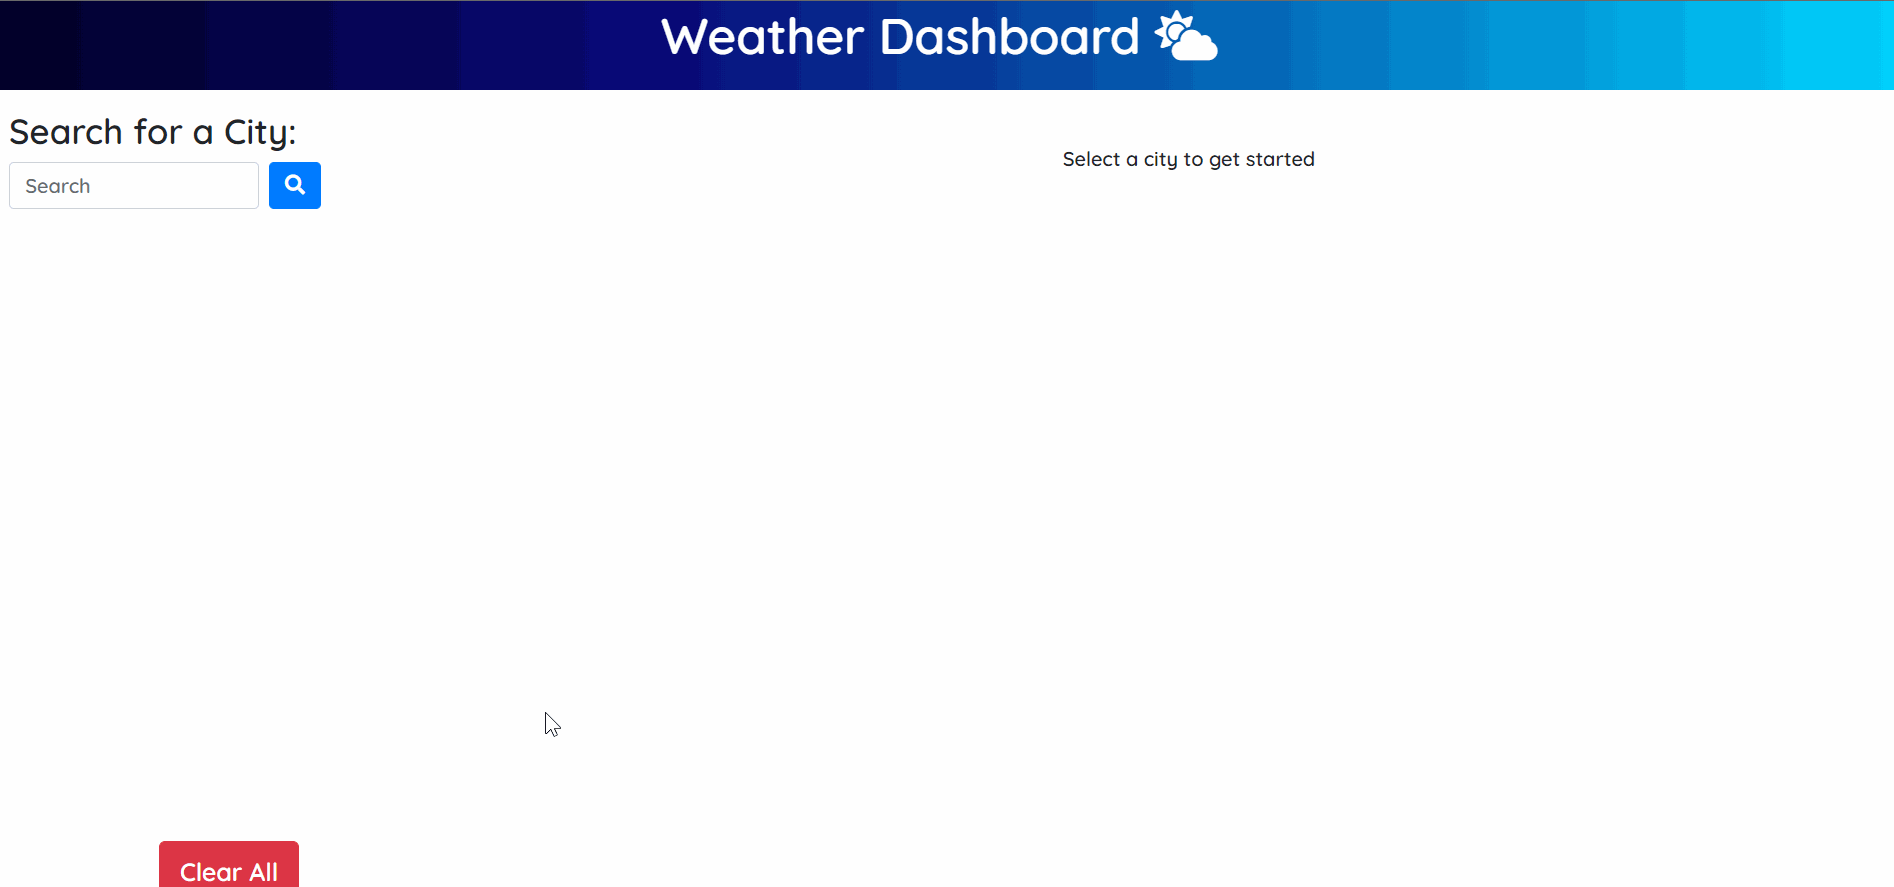 Weather Dashboard
Search for a City:
Search
Select a city to get started
Clear All